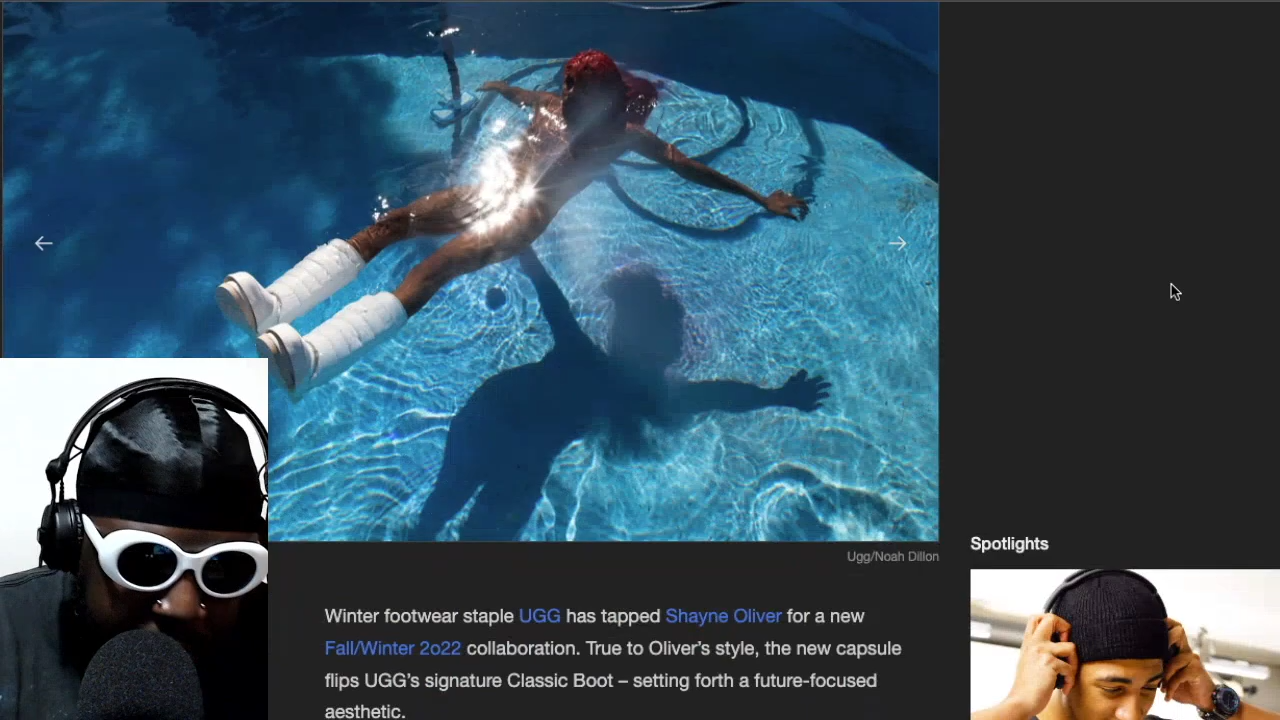 Ugg/Noah Dillon
Spotlights
Winter footwear staple UGG has tapped Shayne Oliver for a new
Fall/Winter 2o22 collaboration. True to Oliver’s style, the new capsule
flips UGG’s signature Classic Boot – setting forth a future-focused
aesthetic.